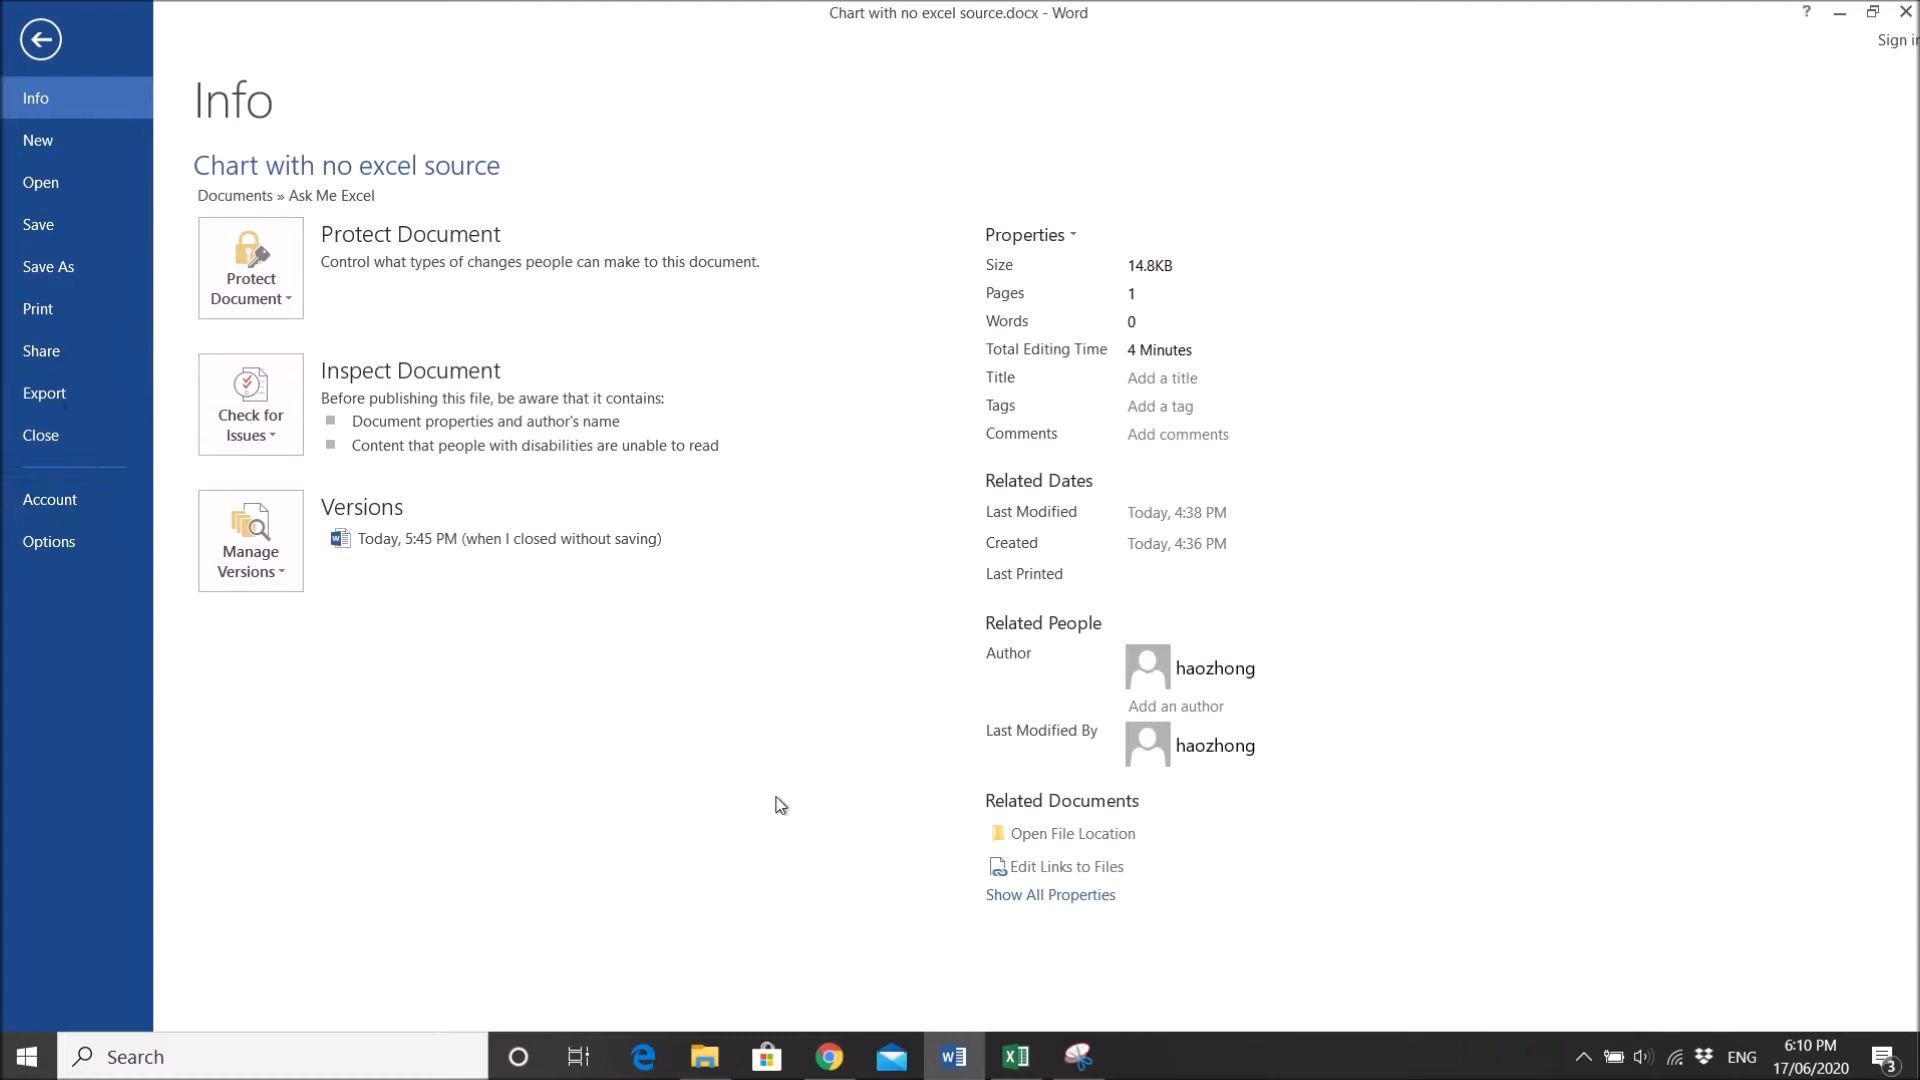 Chart with no excel source.docx - Word
?
Sign in
Info
New
Open
Save
Save As
Print
Share
Export
Close
Account
Options
Info
Chart with no excel source
Documents » Ask Me Excel
Protect Document
Protect Document
Control what types of changes people can make to this document.
Check for Issues
Inspect Document
Before publishing this file, be aware that it contains:
Document properties and author's name
Content that people with disabilities are unable to read
Manage Versions
Versions
Today, 5:45 PM (when I closed without saving)
Properties
Size 14.8KB
Pages 1
Words 0
Total Editing Time 4 Minutes
Title Add a title
Tags Add a tag
Comments Add comments
Related Dates
Last Modified Today, 4:38 PM
Created Today, 4:36 PM
Last Printed
Related People
Author haozhong
Add an author
Last Modified By haozhong
Related Documents
Open File Location
Edit Links to Files
Show All Properties
Search
ENG
6:10 PM
17/06/2020
3